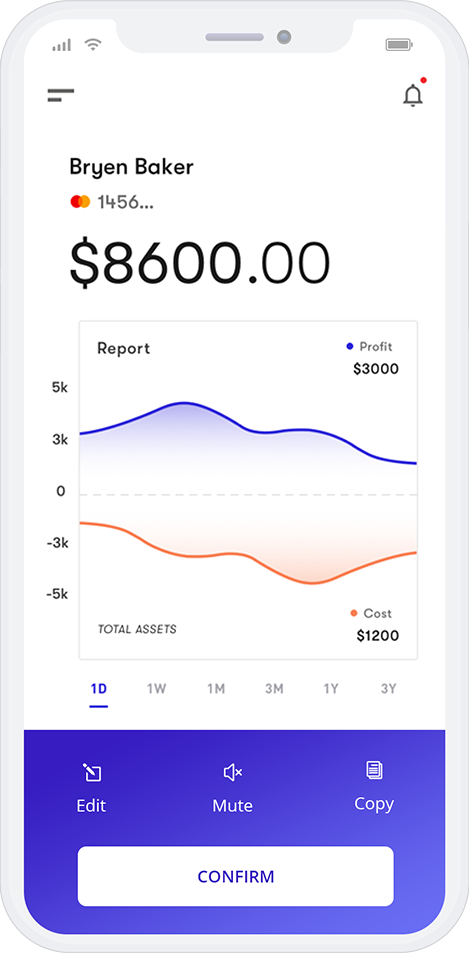 Bryen Baker
1456...
$8600.00
Report
Profit
$3000
5k
3k
0
-3k
-5k
Cost
TOTAL ASSETS
$1200
1D 1W 1M 3M 1Y 3Y
Edit Mute Copy
CONFIRM